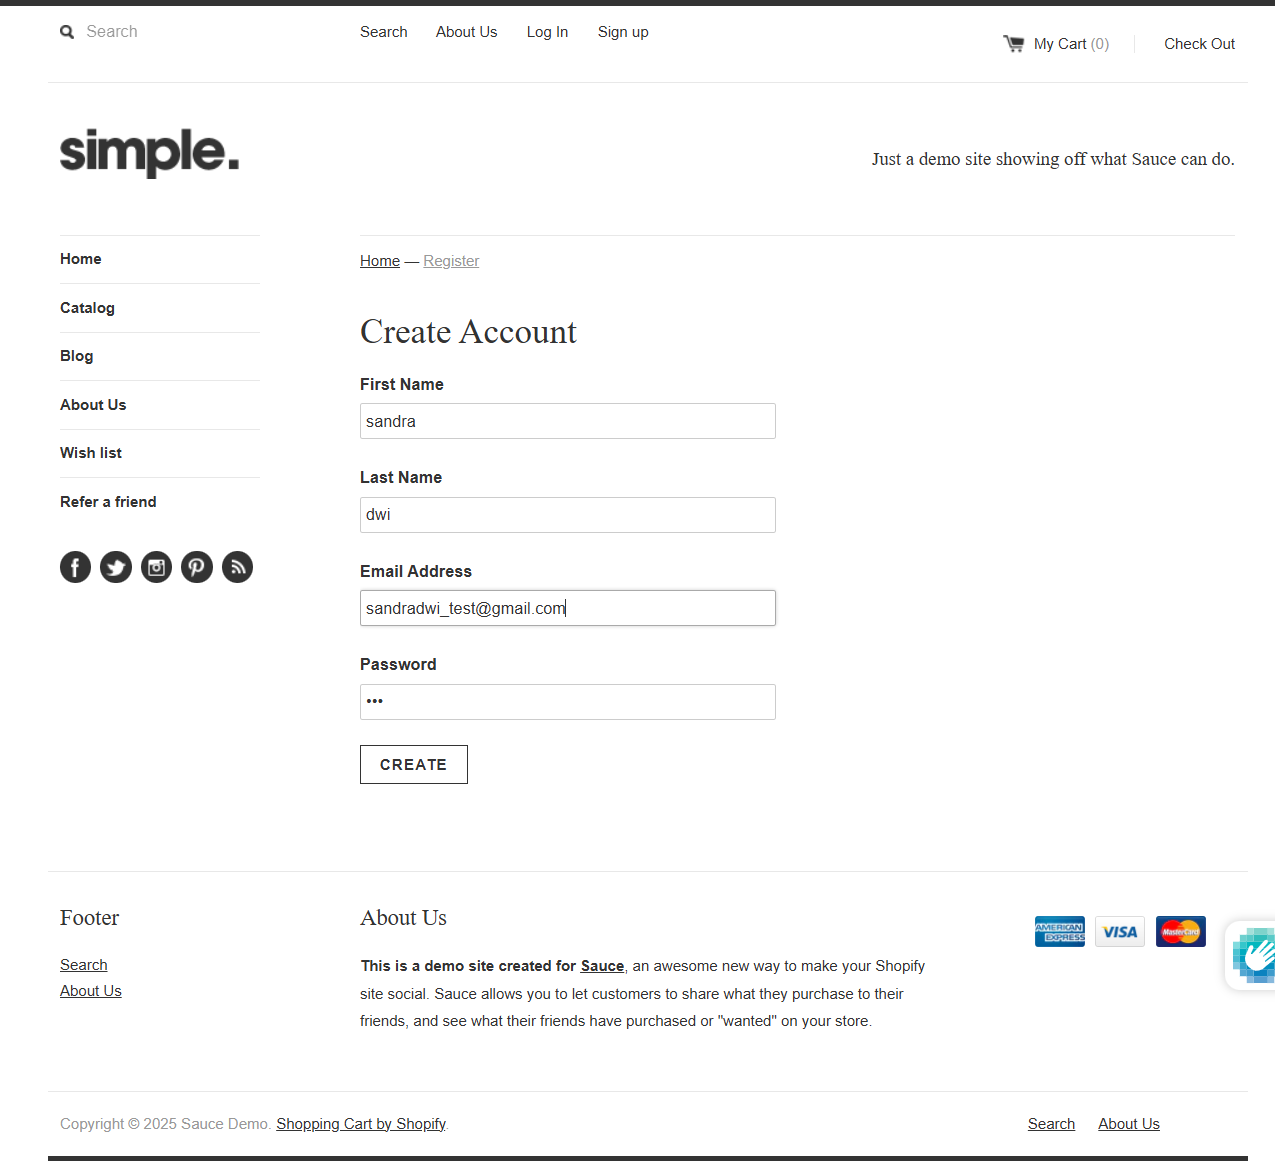 Search
Search About Us Log In Sign up
My Cart (0) Check Out
simple.
Just a demo site showing off what Sauce can do.
Home
Catalog
Blog
About Us
Wish list
Refer a friend
Home — Register
Create Account
First Name
sandra
Last Name
dwi
Email Address
sandradwi_test@gmail.com
Password
•••
CREATE
Footer
Search
About Us
About Us
This is a demo site created for Sauce, an awesome new way to make your Shopify
site social. Sauce allows you to let customers to share what they purchase to their
friends, and see what their friends have purchased or "wanted" on your store.
AMERICAN EXPRESS
VISA
MasterCard
Copyright © 2025 Sauce Demo. Shopping Cart by Shopify.
Search About Us